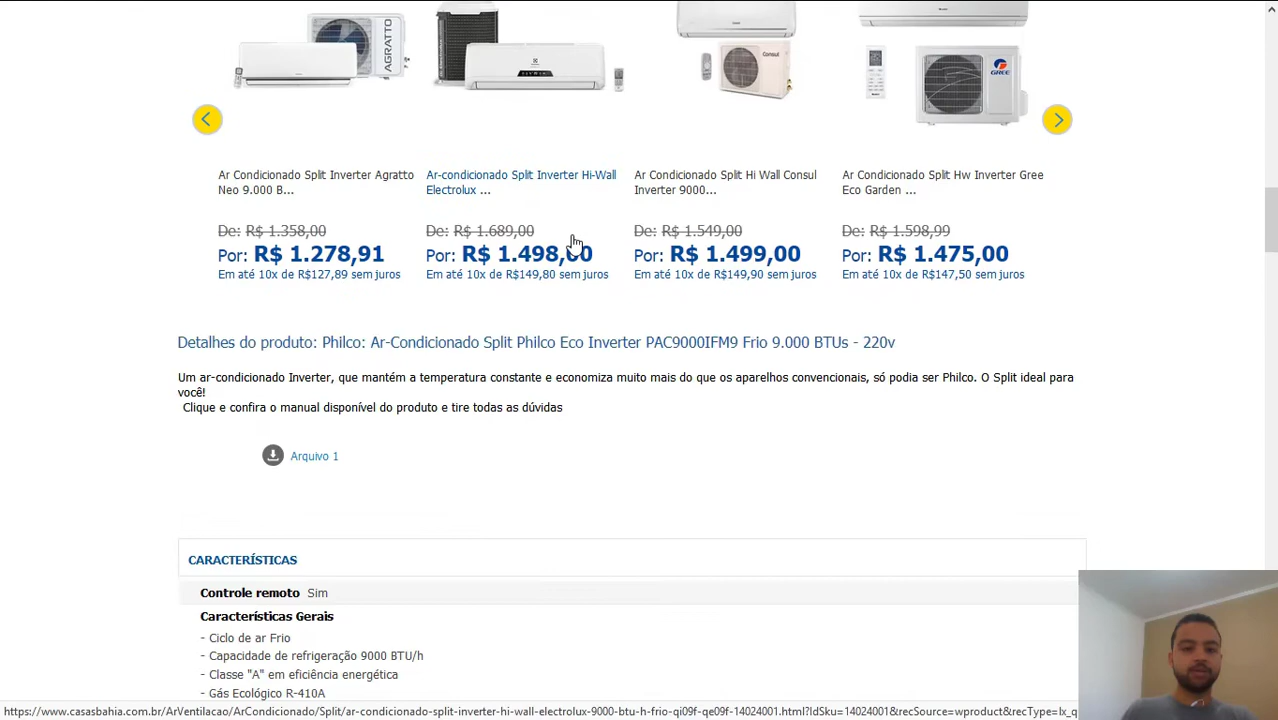 AGRATTO
Consul
GREE
Ar Condicionado Split Inverter Agratto
Neo 9.000 B...
De: R$ 1.358,00
Por: R$ 1.278,91
Em até 10x de R$127,89 sem juros
Ar-condicionado Split Inverter Hi-Wall
Electrolux ...
De: R$ 1.689,00
Por: R$ 1.498,00
Em até 10x de R$149,80 sem juros
Ar Condicionado Split Hi Wall Consul
Inverter 9000...
De: R$ 1.549,00
Por: R$ 1.499,00
Em até 10x de R$149,90 sem juros
Ar Condicionado Split Hw Inverter Gree
Eco Garden ...
De: R$ 1.598,99
Por: R$ 1.475,00
Em até 10x de R$147,50 sem juros
Detalhes do produto: Philco: Ar-Condicionado Split Philco Eco Inverter PAC9000IFM9 Frio 9.000 BTUs - 220v
Um ar-condicionado Inverter, que mantém a temperatura constante e economiza muito mais do que os aparelhos convencionais, só podia ser Philco. O Split ideal para
você!
Clique e confira o manual disponível do produto e tire todas as dúvidas
Arquivo 1
CARACTERÍSTICAS
Controle remoto Sim
Características Gerais
- Ciclo de ar Frio
- Capacidade de refrigeração 9000 BTU/h
- Classe "A" em eficiência energética
- Gás Ecológico R-410A
https://www.casasbahia.com.br/ArVentilacao/ArCondicionado/Split/ar-condicionado-split-inverter-hi-wall-electrolux-9000-btu-h-frio-qi09f-qe09f-14024001.html?IdSku=14024001&recSource=wproduct&recType=lx_q